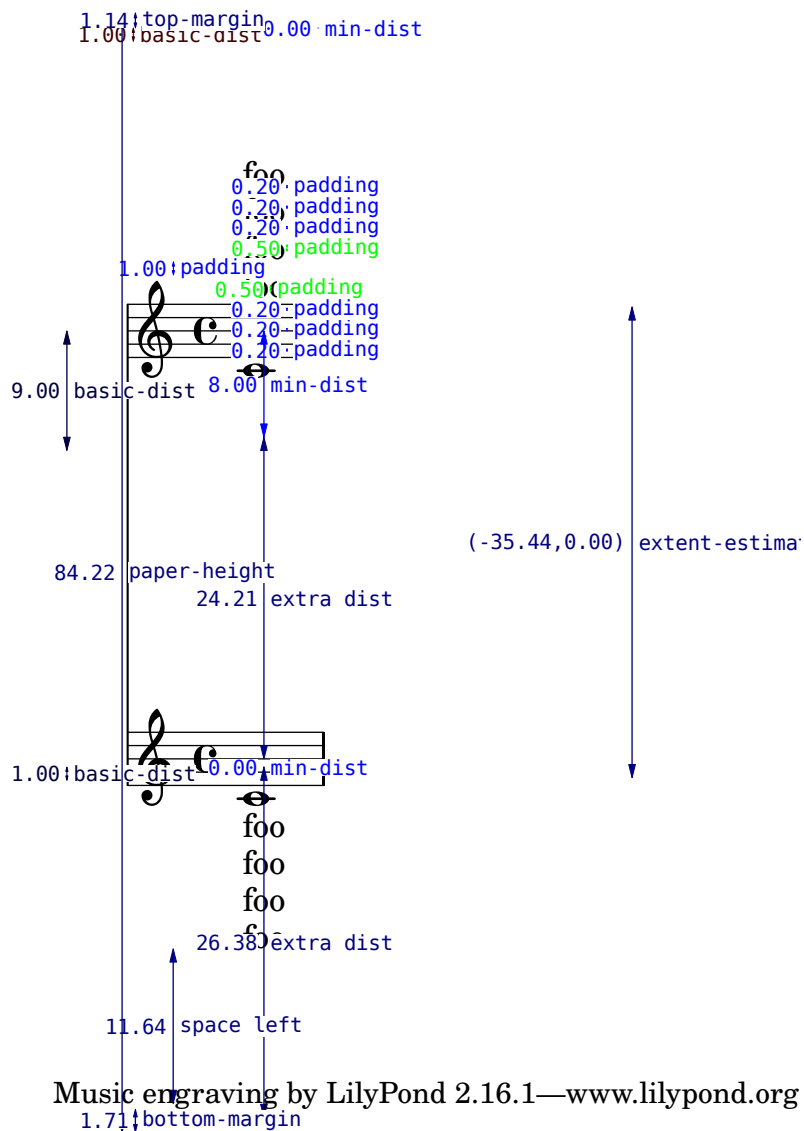 1.14 top-margin
1.00 basic-dist 0.00 min-dist
foo
0.20 padding
0.20 padding
0.20 padding
0.50 padding
1.00 padding
0.50 padding
0.20 padding
0.20 padding
0.20 padding
8.00 min-dist
9.00 basic-dist
(-35.44,0.00) extent-estimat
84.22 paper-height
24.21 extra dist
0.00 min-dist
1.00 basic-dist
foo
foo
foo
foo
26.38 extra dist
11.64 space left
Music engraving by LilyPond 2.16.1—www.lilypond.org
1.71 bottom-margin